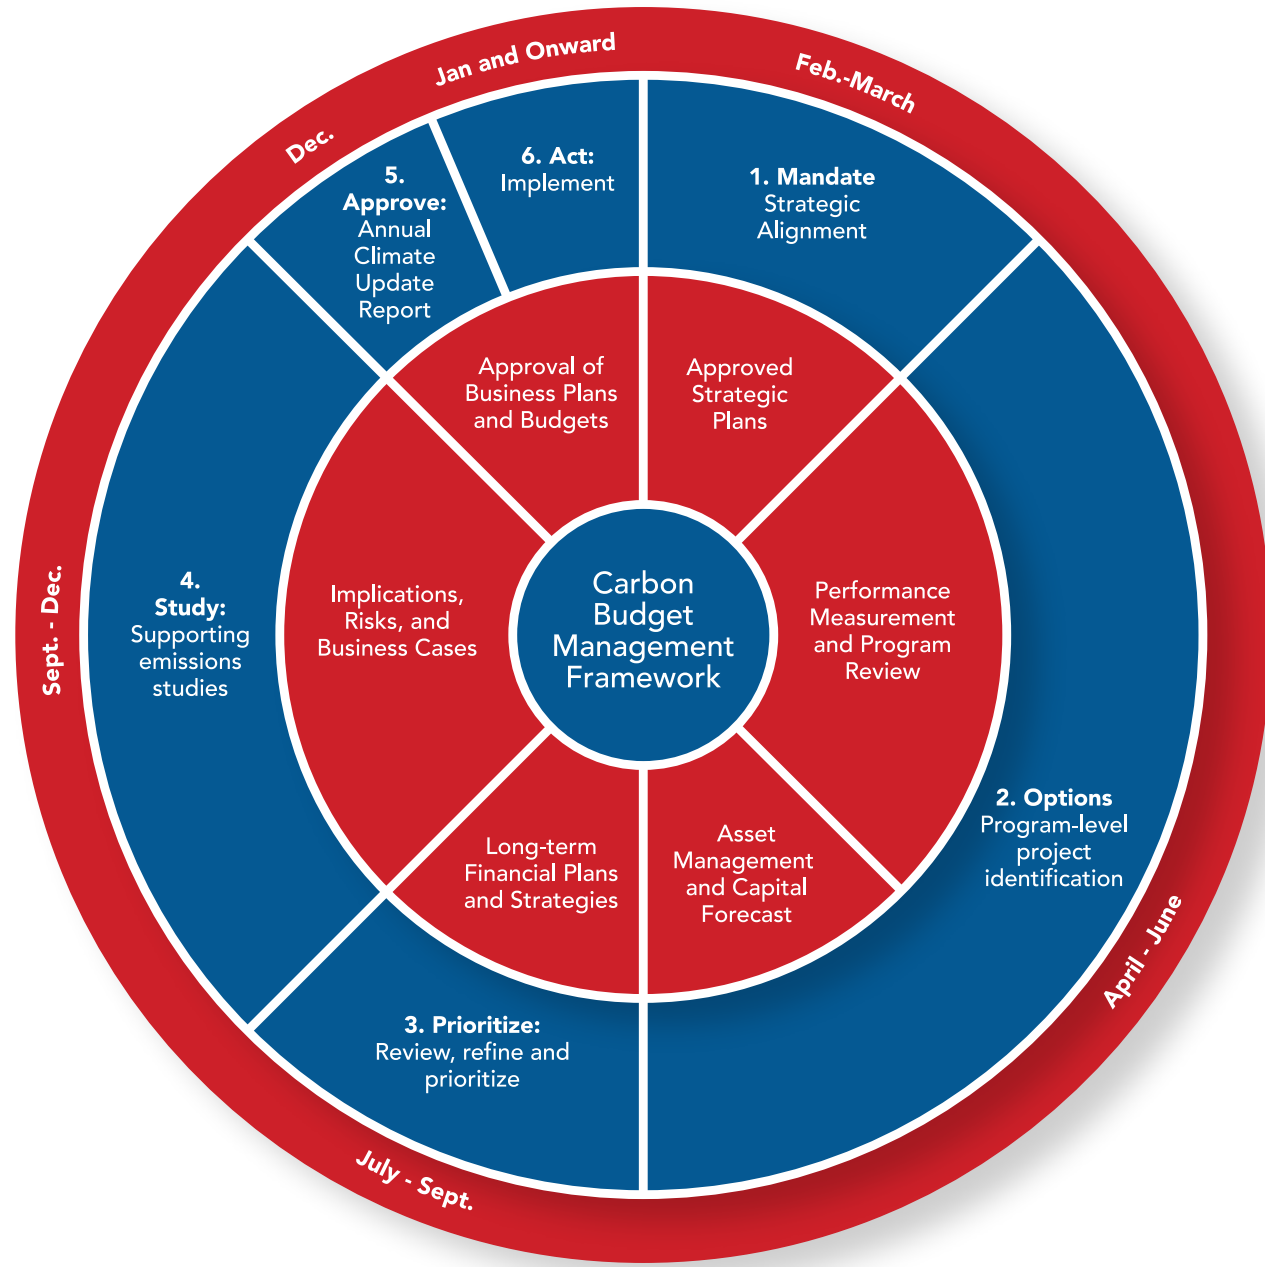 Jan and Onward
Feb.-March
Dec.
6. Act:
Implement
1. Mandate
Strategic
Alignment
5.
Approve:
Annual
Climate
Update
Report
Approval of
Business Plans
and Budgets
Approved
Strategic
Plans
Sept. - Dec.
4.
Study:
Supporting
emissions
studies
Implications,
Risks, and
Business Cases
Carbon
Budget
Management
Framework
Performance
Measurement
and Program
Review
2. Options
Program-level
project
identification
Long-term
Financial Plans
and Strategies
Asset
Management
and Capital
Forecast
April - June
3. Prioritize:
Review, refine and
prioritize
July - Sept.